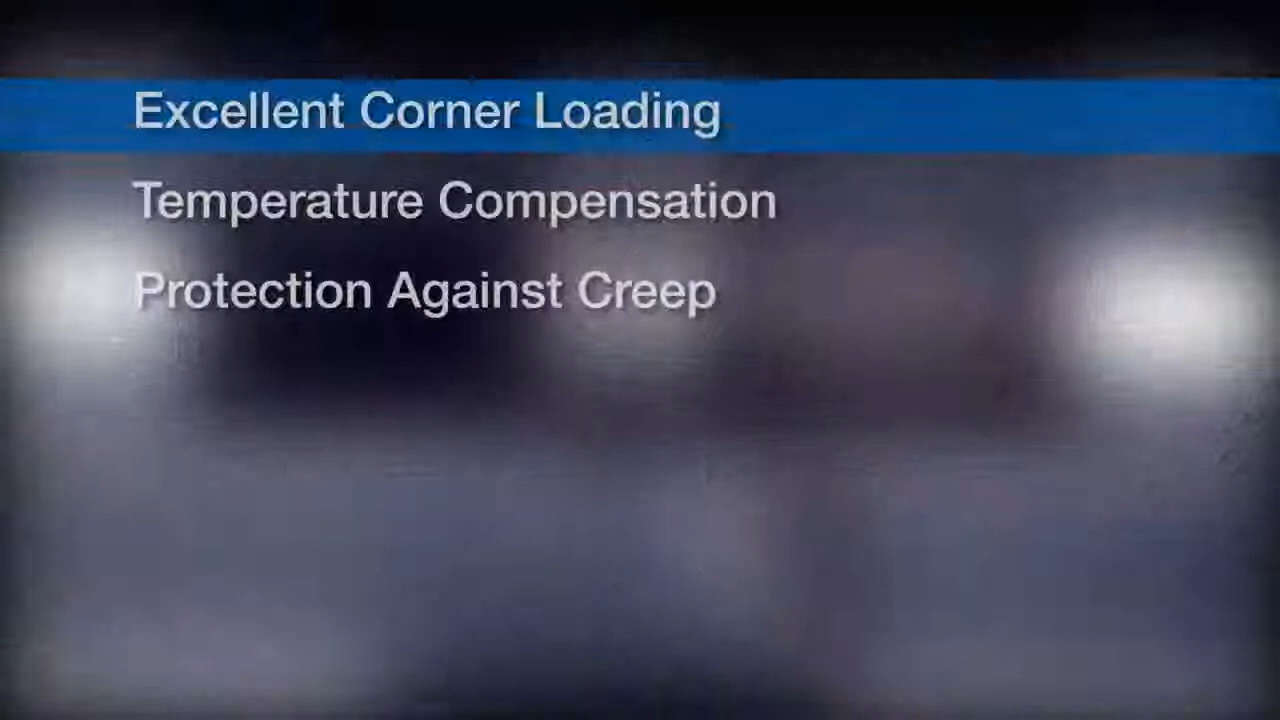 Excellent Corner Loading
Temperature Compensation
Protection Against Creep